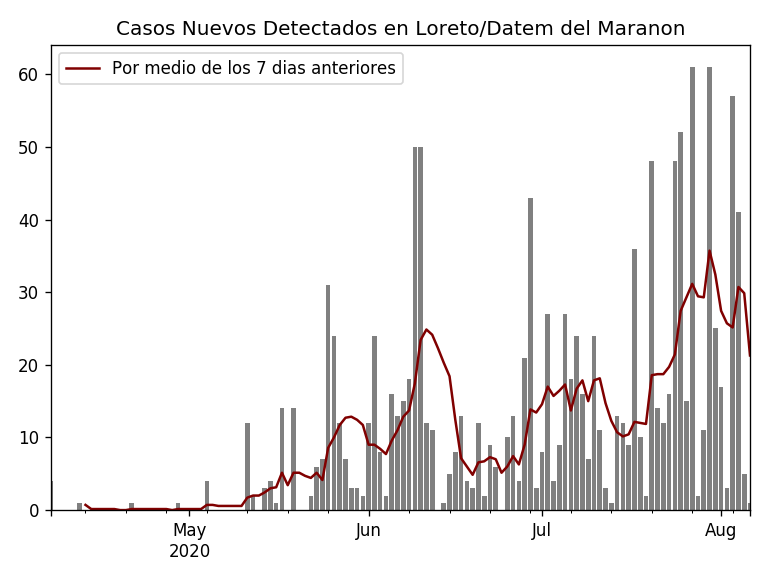 Casos Nuevos Detectados en Loreto/Datem del Maranon
Por medio de los 7 dias anteriores
60
50
40
30
20
10
0
May
2020
Jun
Jul
Aug